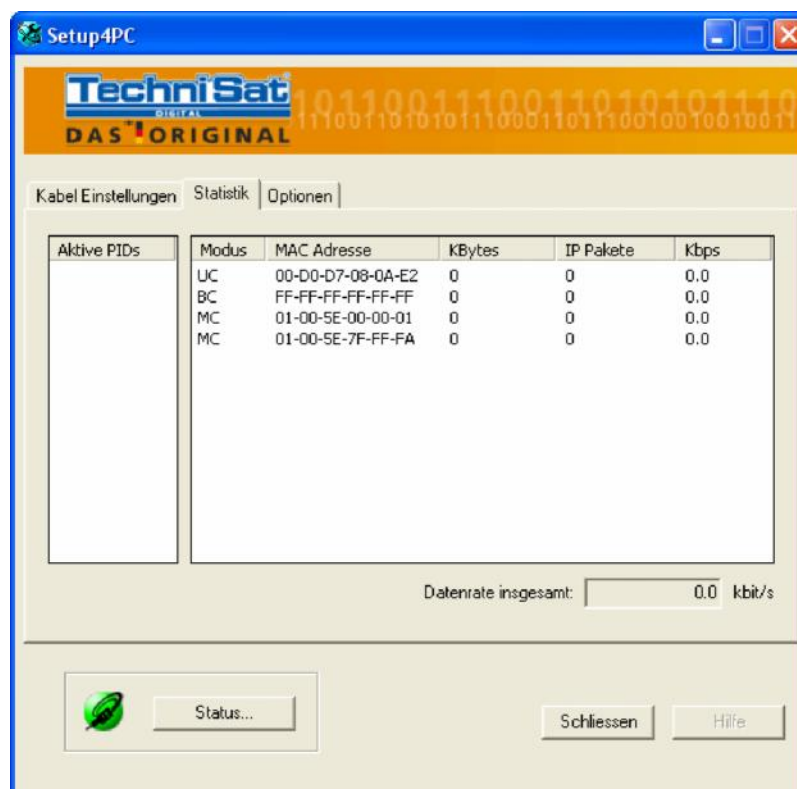 Setup4PC
TechniSat
DIGITAL
DAS ORIGINAL
Kabel Einstellungen Statistik Optionen
Aktive PIDs Modus MAC Adresse KBytes IP Pakete Kbps
UC 00-D0-D7-08-0A-E2 0 0 0.0
BC FF-FF-FF-FF-FF-FF 0 0 0.0
MC 01-00-5E-00-00-01 0 0 0.0
MC 01-00-5E-7F-FF-FA 0 0 0.0
Datenrate insgesamt: 0.0 kbit/s
Status... Schliessen Hilfe